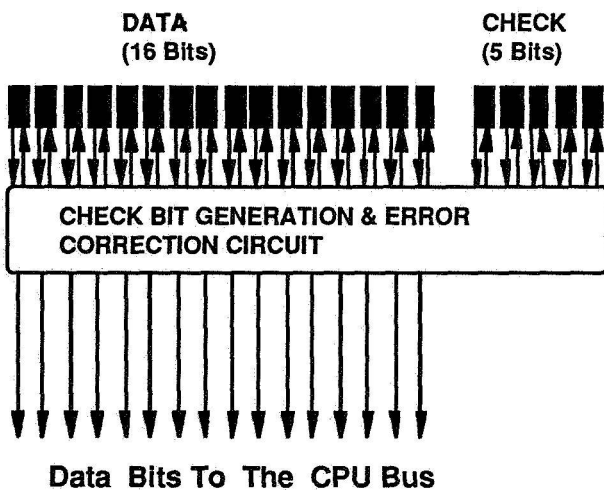 DATA
(16 Bits)
CHECK
(5 Bits)
CHECK BIT GENERATION & ERROR
CORRECTION CIRCUIT
Data Bits To The CPU Bus